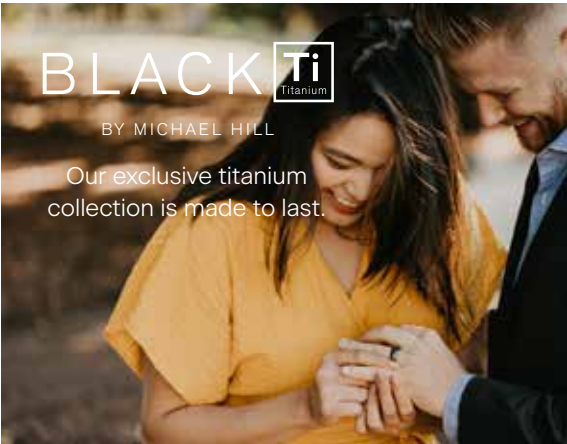 BLACK Ti
Titanium
BY MICHAEL HILL
Our exclusive titanium
collection is made to last.